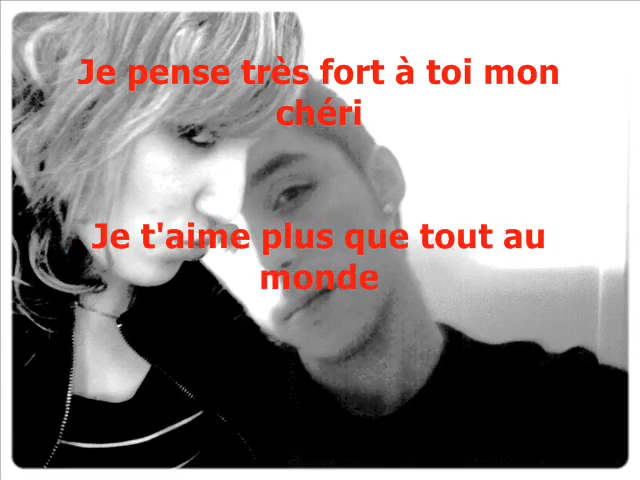 Je pense très fort à toi mon
chéri
Je t'aime plus que tout au
monde